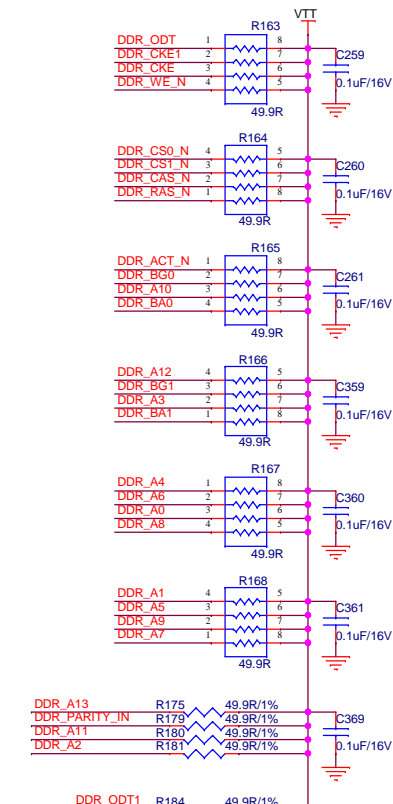 VTT
R163
DDR_ODT 1 8 C259
DDR_CKE1 2 7
DDR_CKE 3 6
DDR_WE_N 4 5 0.1uF/16V
49.9R
R164
DDR_CS0_N 4 5 C260
DDR_CS1_N 3 6
DDR_CAS_N 2 7
DDR_RAS_N 1 8 0.1uF/16V
49.9R
R165
DDR_ACT_N 1 8 C261
DDR_BG0 2 7
DDR_A10 3 6
DDR_BA0 4 5 0.1uF/16V
49.9R
R166
DDR_A12 4 5 C359
DDR_BG1 3 6
DDR_A3 2 7
DDR_BA1 1 8 0.1uF/16V
49.9R
R167
DDR_A4 1 8 C360
DDR_A6 2 7
DDR_A0 3 6
DDR_A8 4 5 0.1uF/16V
49.9R
R168
DDR_A1 4 5 C361
DDR_A5 3 6
DDR_A9 2 7
DDR_A7 1 8 0.1uF/16V
49.9R
DDR_A13 R175 49.9R/1%
DDR_PARITY_IN R179 49.9R/1% C369
DDR_A11 R180 49.9R/1%
DDR_A2 R181 49.9R/1% 0.1uF/16V
DDR_ODT1 R184 49.9R/1%